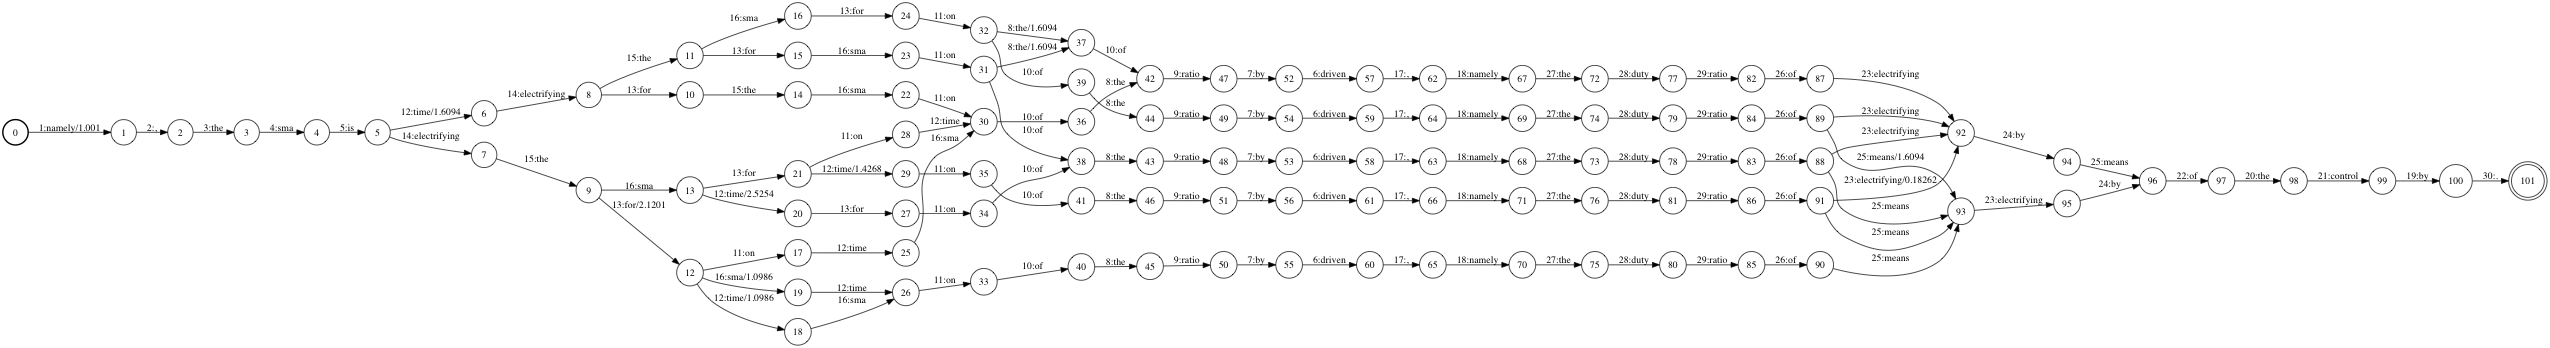 16 13:for 24
16:sma 11:on 32 8:the/1.6094 37
15:the 11 13:for 15 16:sma 23 11:on 8:the/1.6094 10:of
31 10:of 39 8:the 42 9:ratio 47 7:by 52 6:driven 57 17:, 62 18:namely 67 27:the 72 28:duty 77 29:ratio 82 26:of 87 23:electrifying
12:time/1.6094 6 14:electrifying 8 13:for 10 15:the 14 16:sma 22 11:on
8:the 44 9:ratio 49 7:by 54 6:driven 59 17:, 64 18:namely 69 27:the 74 28:duty 79 29:ratio 84 26:of 89 23:electrifying
0 1:namely/1.001 1 2:, 2 3:the 3 4:sma 4 5:is 5 11:on 28 12:time 30 10:of 36 92 24:by 94
14:electrifying 7 15:the 16:sma 10:of 23:electrifying
38 8:the 43 9:ratio 48 7:by 53 6:driven 58 17:, 63 18:namely 68 27:the 73 28:duty 78 29:ratio 83 26:of 88 25:means/1.6094 25:means
13:for 21 12:time/1.4268 29 11:on 35 10:of 23:electrifying/0.18262 96 22:of 97 20:the 98 21:control 99 19:by 100 30:. 101
9 16:sma 13 12:time/2.5254 10:of 41 8:the 46 9:ratio 51 7:by 56 6:driven 61 17:, 66 18:namely 71 27:the 76 28:duty 81 29:ratio 86 26:of 91 25:means
13:for/2.1201 20 13:for 27 11:on 34 93 23:electrifying 95 24:by
11:on 17 12:time 25 25:means
12 16:sma/1.0986 10:of 40 8:the 45 9:ratio 50 7:by 55 6:driven 60 17:, 65 18:namely 70 27:the 75 28:duty 80 29:ratio 85 26:of 90 25:means
12:time/1.0986 19 12:time 26 11:on 33
18 16:sma